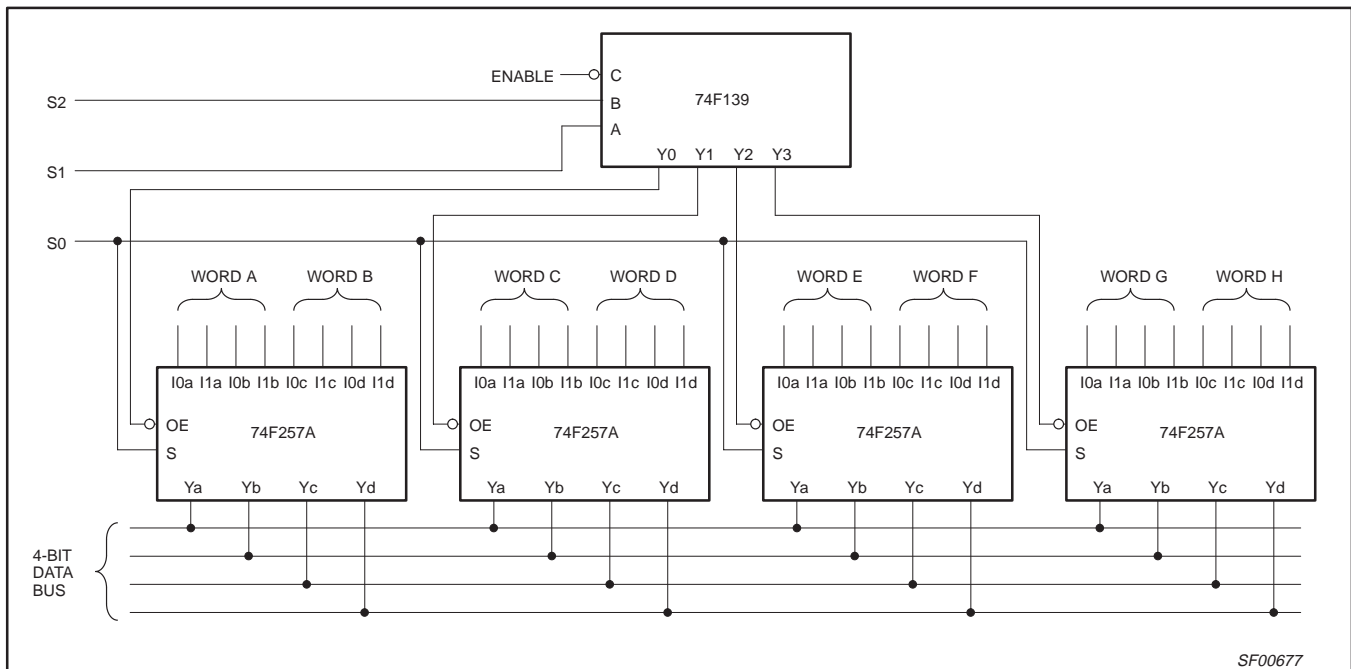 ENABLE
C
74F139
S2
B
A
Y0 Y1 Y2 Y3
S1
S0
WORD A WORD B WORD C WORD D WORD E WORD F WORD G WORD H
I0a I1a I0b I1b I0c I1c I0d I1d I0a I1a I0b I1b I0c I1c I0d I1d I0a I1a I0b I1b I0c I1c I0d I1d I0a I1a I0b I1b I0c I1c I0d I1d
OE 74F257A OE 74F257A OE 74F257A OE 74F257A
S S S S
Ya Yb Yc Yd Ya Yb Yc Yd Ya Yb Yc Yd Ya Yb Yc Yd
4-BIT
DATA
BUS
SF00677